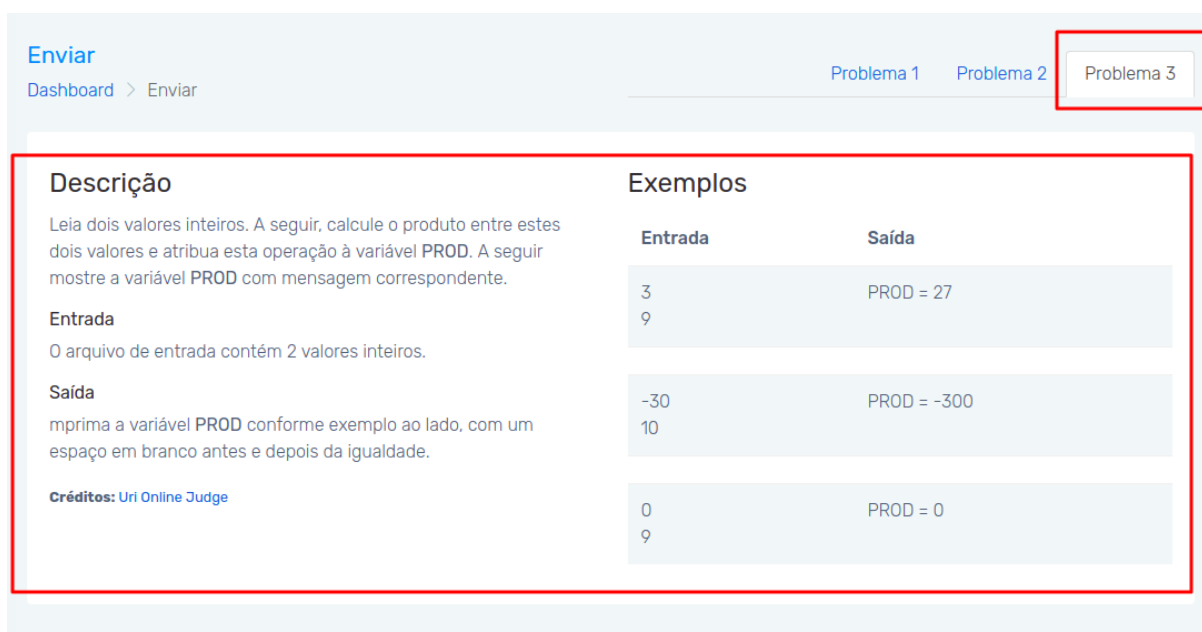 Enviar
Dashboard > Enviar
Problema 1 Problema 2 Problema 3
Descrição
Leia dois valores inteiros. A seguir, calcule o produto entre estes
dois valores e atribua esta operação à variável PROD. A seguir
mostre a variável PROD com mensagem correspondente.
Entrada
O arquivo de entrada contém 2 valores inteiros.
Saída
mprima a variável PROD conforme exemplo ao lado, com um
espaço em branco antes e depois da igualdade.
Créditos: Uri Online Judge
Exemplos
Entrada Saída
3 PROD = 27
9
-30 PROD = -300
10
0 PROD = 0
9